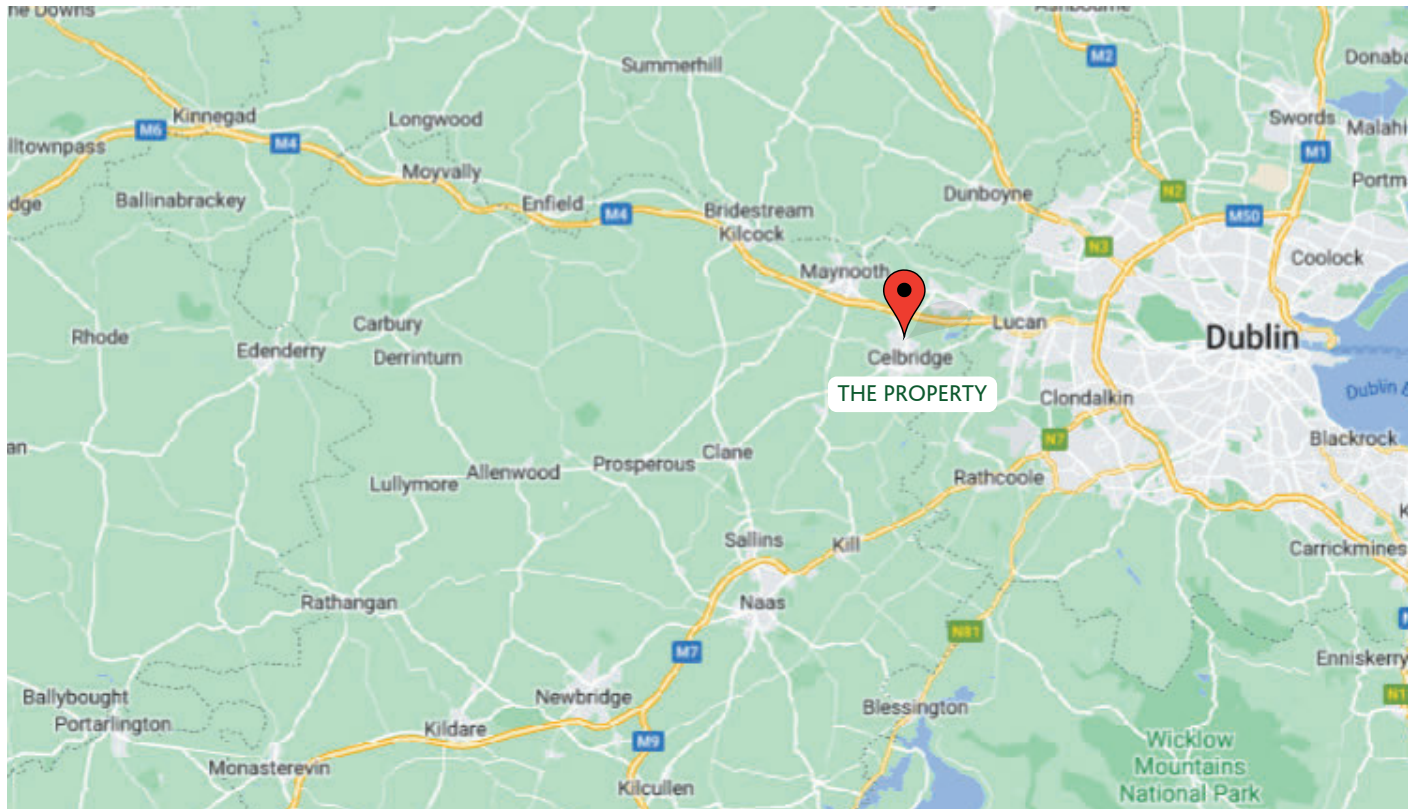 ne Downs
Ashbourne
M2
Donaba
Summerhill
Kinnegad
Longwood
Swords
Malahi
M6
M4
lltownpass
M1
Moyvally
Portm
Ballinabrackey
Enfield
Dunboyne
N2
dge
M4
Bridestream
M50
Kilcock
N3
Coolock
Maynooth
Carbury
Lucan
Rhode
Dublin
Edenderry
Derrinturn
Celbridge
THE PROPERTY
Clondalkin
Dublin &
an
N7
Blackrock
Clane
Prosperous
Allenwood
Lullymore
Rathcoole
K
Sallins
Kill
Carrickmines
Rathangan
Naas
N81
M7
Enniskerry
Ballybought
Newbridge
N1
Portarlington
Kildare
Blessington
M9
Wicklow
Mountains
National Park
Monasterevin
Kilcullen